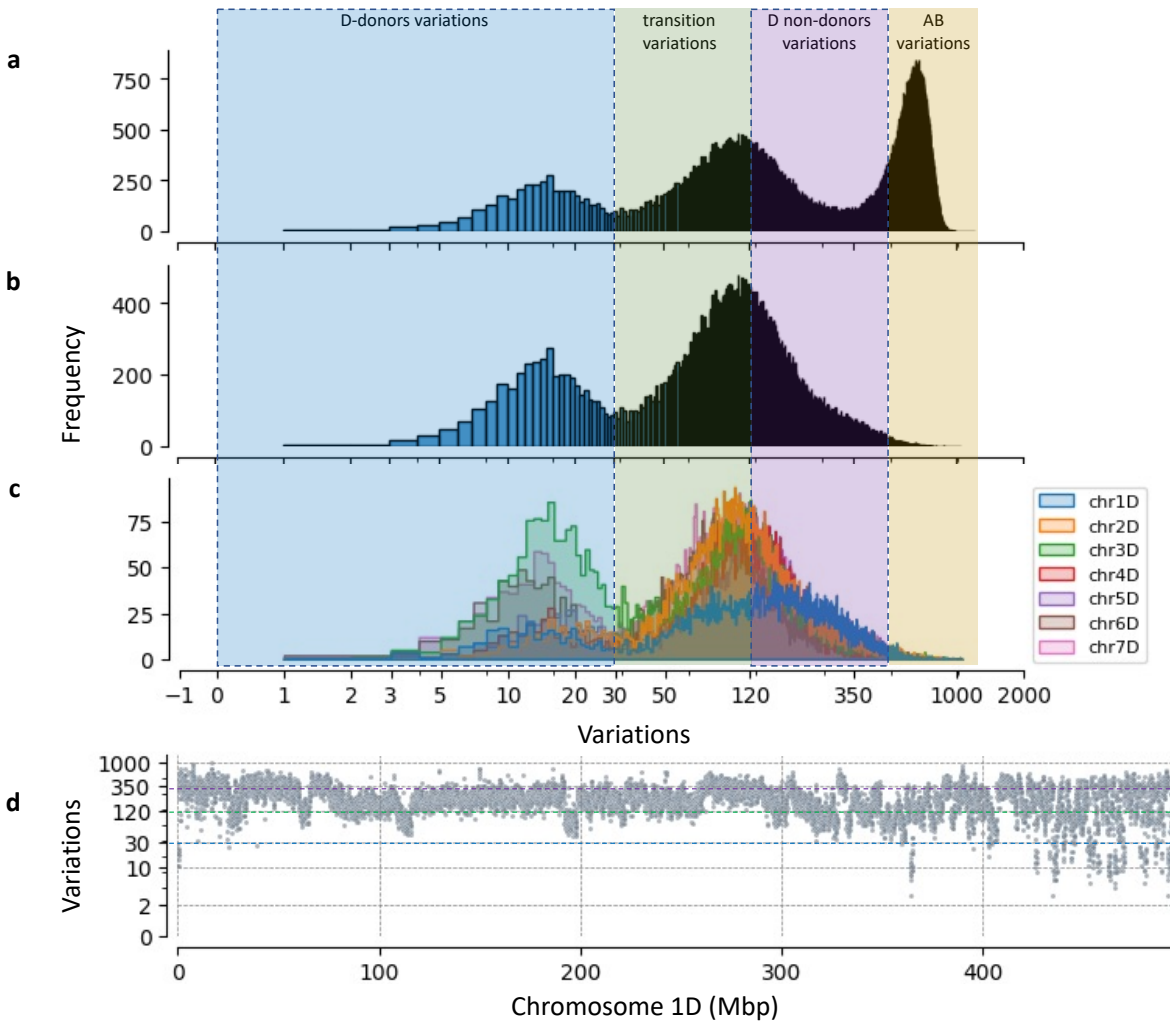 D-donors variations
transition
variations
D non-donors
variations
AB
variations
a
750
500
250
0
b
400
200
0
Frequency
c
75
50
25
0
chr1D
chr2D
chr3D
chr4D
chr5D
chr6D
chr7D
−1 0 1 2 3 5 10 20 30 50 120 350 1000 2000
Variations
d
1000
350
120
30
10
2
0
Variations
0 100 200 300 400
Chromosome 1D (Mbp)